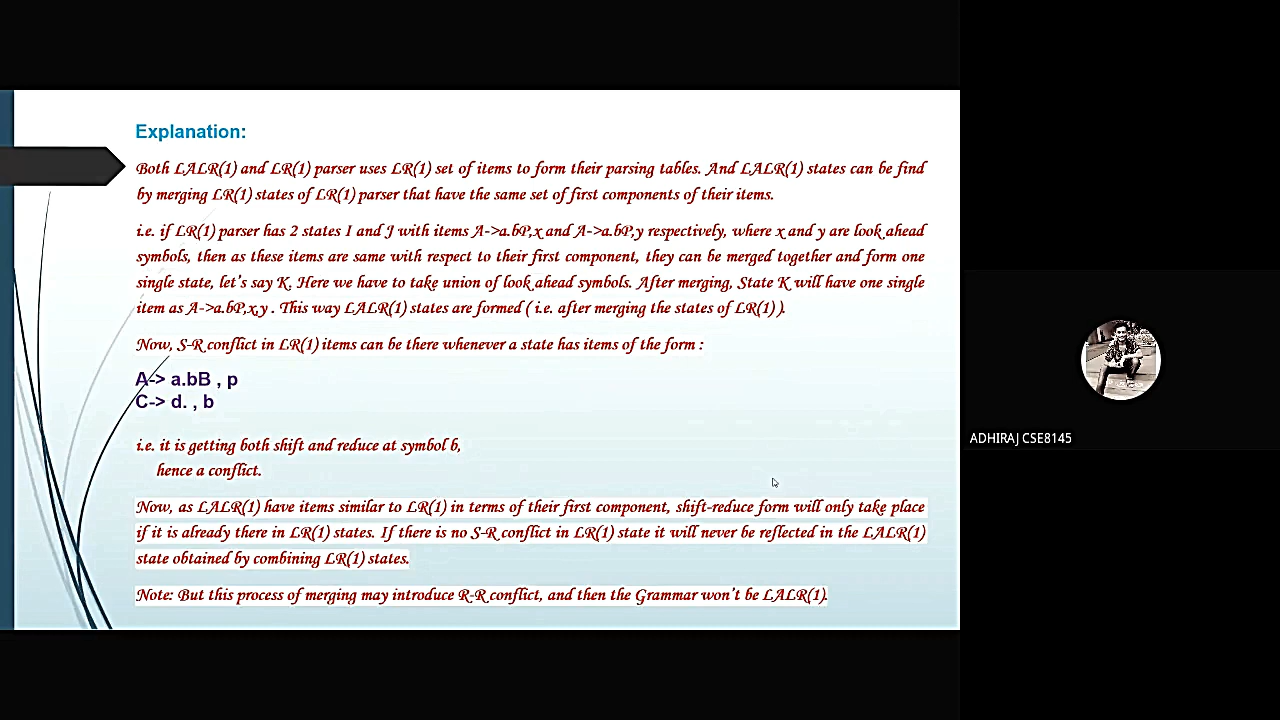 Explanation:
Both LALR(1) and LR(1) parser uses LR(1) set of items to form their parsing tables. And LALR(1) states can be find
by merging LR(1) states of LR(1) parser that have the same set of first components of their items.
i.e. if LR(1) parser has 2 states I and J with items A->a.bP,x and A->a.bP,y respectively, where x and y are look ahead
symbols, then as these items are same with respect to their first component, they can be merged together and form one
single state, let's say K. Here we have to take union of look ahead symbols. After merging, State K will have one single
item as A->a.bP,x,y . This way LALR(1) states are formed ( i.e. after merging the states of LR(1) ).
Now, S-R conflict in LR(1) items can be there whenever a state has items of the form :
A-> a.bB , p
C-> d. , b
i.e. it is getting both shift and reduce at symbol b,
hence a conflict.
ADHIRAJ CSE8145
Now, as LALR(1) have items similar to LR(1) in terms of their first component, shift-reduce form will only take place
if it is already there in LR(1) states. If there is no S-R conflict in LR(1) state it will never be reflected in the LALR(1)
state obtained by combining LR(1) states.
Note: But this process of merging may introduce R-R conflict, and then the Grammar won't be LALR(1).